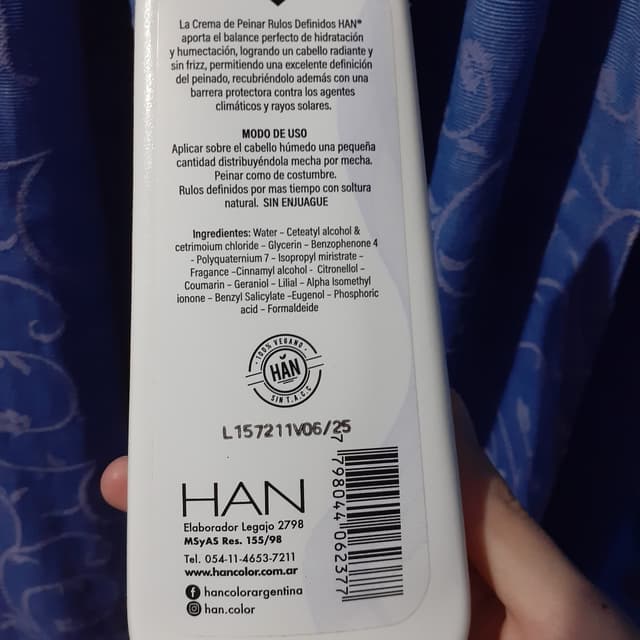 La Crema de Peinar Rulos Definidos HAN®
aporta el balance perfecto de hidratación
y humectación, logrando un cabello radiante y
sin frizz, permitiendo una excelente definición
del peinado, recubriéndolo además con una
barrera protectora contra los agentes
climáticos y rayos solares.
MODO DE USO
Aplicar sobre el cabello húmedo una pequeña
cantidad distribuyéndola mecha por mecha.
Peinar como de costumbre.
Rulos definidos por mas tiempo con soltura
natural. SIN ENJUAGUE
Ingredientes: Water – Ceteatyl alcohol &
cetrimoium chloride – Glycerin – Benzophenone 4
- Polyquaternium 7 – Isopropyl miristrate –
Fragance –Cinnamyl alcohol - Citronellol –
Coumarin – Geraniol – Lilial – Alpha Isomethyl
ionone – Benzyl Salicylate –Eugenol – Phosphoric
acid – Formaldeide
100% VEGANO
HAN
SIN T.A.C.C
L157211V06/25
HAN
Elaborador Legajo 2798
MSyAS Res. 155/98
Tel. 054-11-4653-7211
www.hancolor.com.ar
hancolorargentina
han.color
7 798044 062377